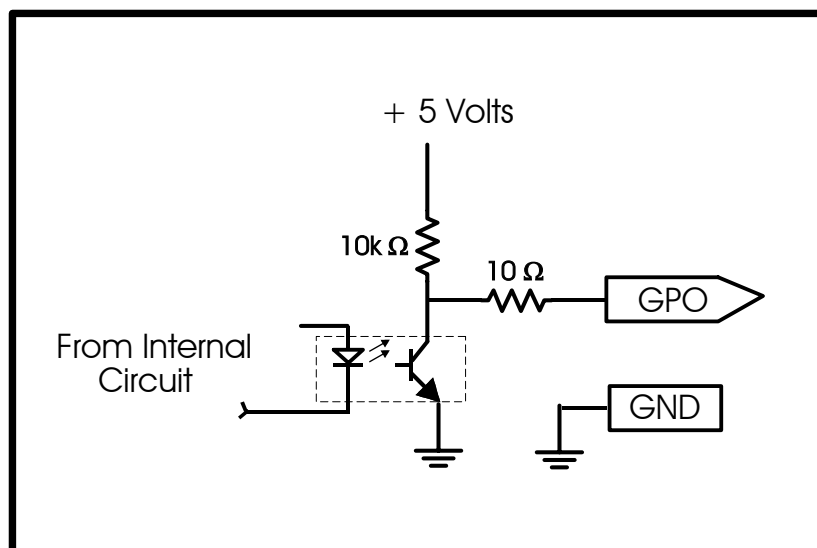 + 5 Volts
10k Ω
10 Ω
GPO
From Internal
Circuit
GND